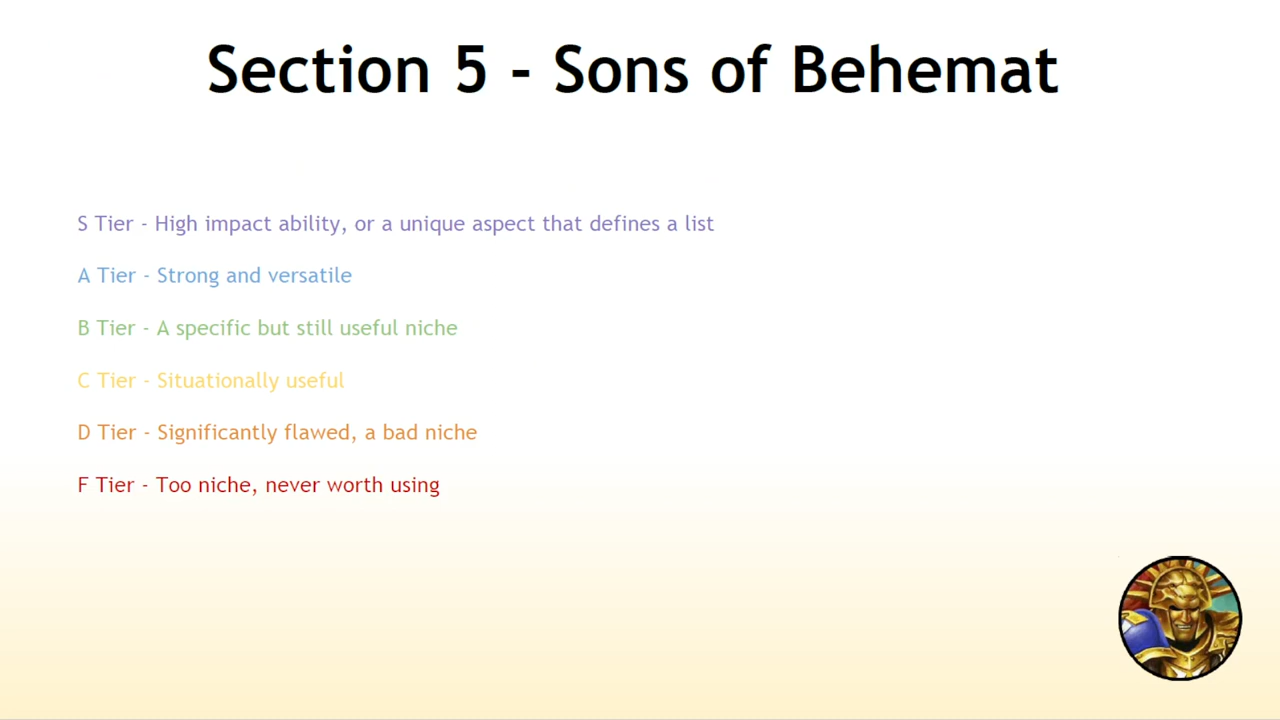 Section 5 - Sons of Behemat
S Tier - High impact ability, or a unique aspect that defines a list
A Tier - Strong and versatile
B Tier - A specific but still useful niche
C Tier - Situationally useful
D Tier - Significantly flawed, a bad niche
F Tier - Too niche, never worth using